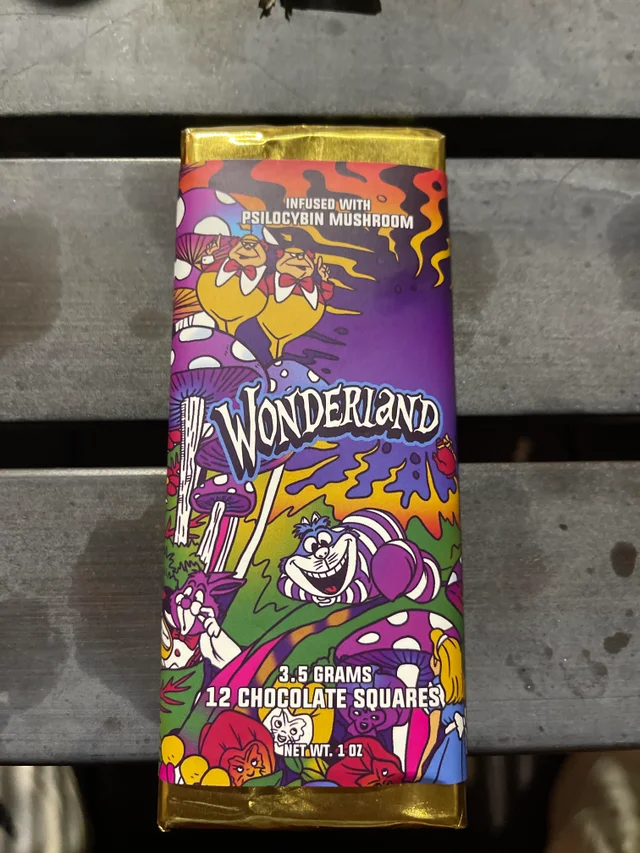 INFUSED WITH
PSILOCYBIN MUSHROOM
WONDERLAND
3.5 GRAMS
12 CHOCOLATE SQUARES
NET WT. 1 OZ